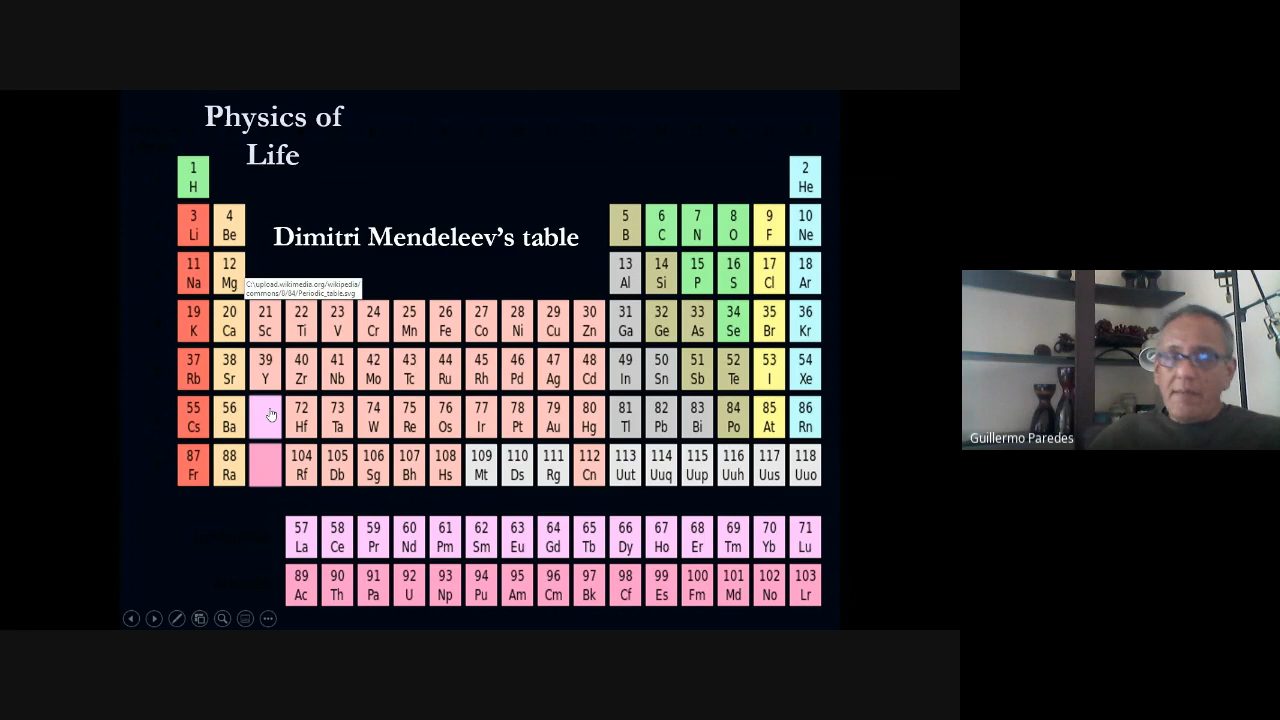 Physics of
Life
1 2
H He
3 4 Dimitri Mendeleev's table 5 6 7 8 9 10
Li Be B C N O F Ne
11 12 13 14 15 16 17 18
Na Mg Al Si P S Cl Ar
C:\upload.wikimedia.org/wikipedia/
commons/8/84/Periodic_table.svg
19 20 21 22 23 24 25 26 27 28 29 30 31 32 33 34 35 36
K Ca Sc Ti V Cr Mn Fe Co Ni Cu Zn Ga Ge As Se Br Kr
37 38 39 40 41 42 43 44 45 46 47 48 49 50 51 52 53 54
Rb Sr Y Zr Nb Mo Tc Ru Rh Pd Ag Cd In Sn Sb Te I Xe
55 56 72 73 74 75 76 77 78 79 80 81 82 83 84 85 86
Cs Ba Hf Ta W Re Os Ir Pt Au Hg Tl Pb Bi Po At Rn
87 88 104 105 106 107 108 109 110 111 112 113 114 115 116 117 118
Fr Ra Rf Db Sg Bh Hs Mt Ds Rg Cn Uut Uuq Uup Uuh Uus Uuo
57 58 59 60 61 62 63 64 65 66 67 68 69 70 71
La Ce Pr Nd Pm Sm Eu Gd Tb Dy Ho Er Tm Yb Lu
89 90 91 92 93 94 95 96 97 98 99 100 101 102 103
Ac Th Pa U Np Pu Am Cm Bk Cf Es Fm Md No Lr
Guillermo Paredes